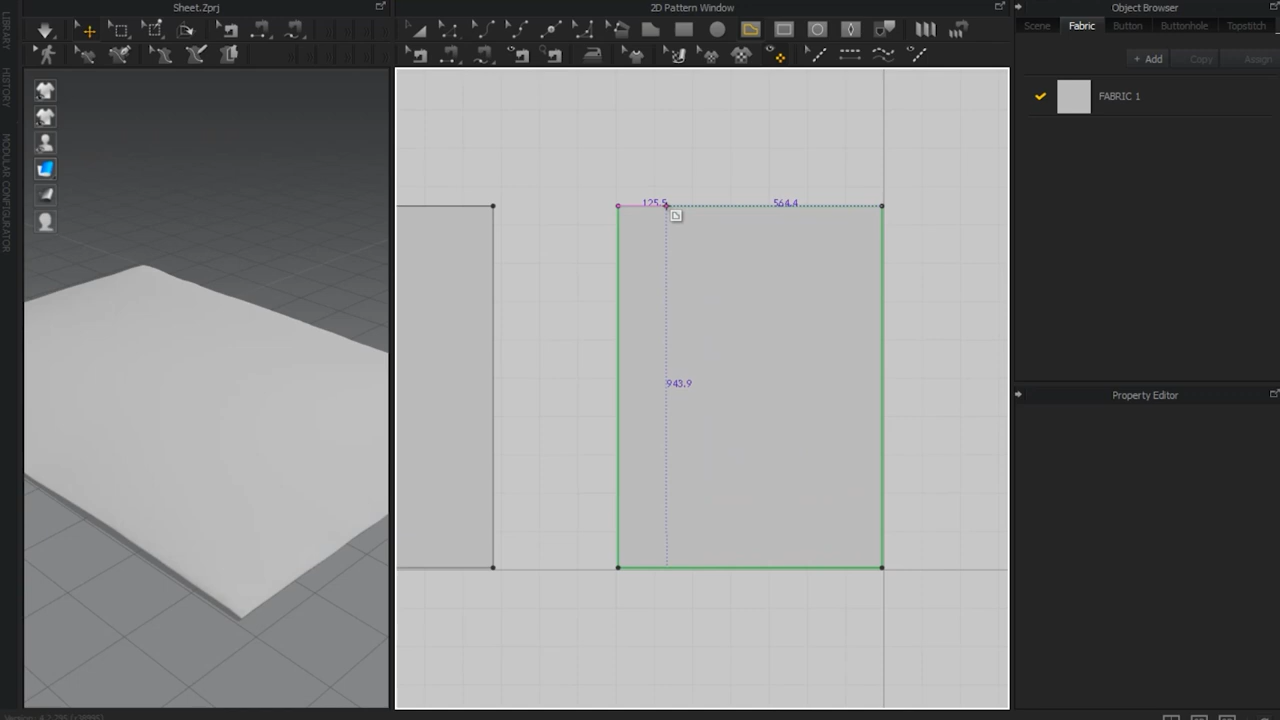 Sheet.Zprj
2D Pattern Window
Object Browser
LIBRARY
HISTORY
MODULAR CONFIGURATOR
Scene
Fabric
Button
Buttonhole
Topstitch
+ Add
Copy
Assign
FABRIC 1
125.5
564.4
943.9
Property Editor